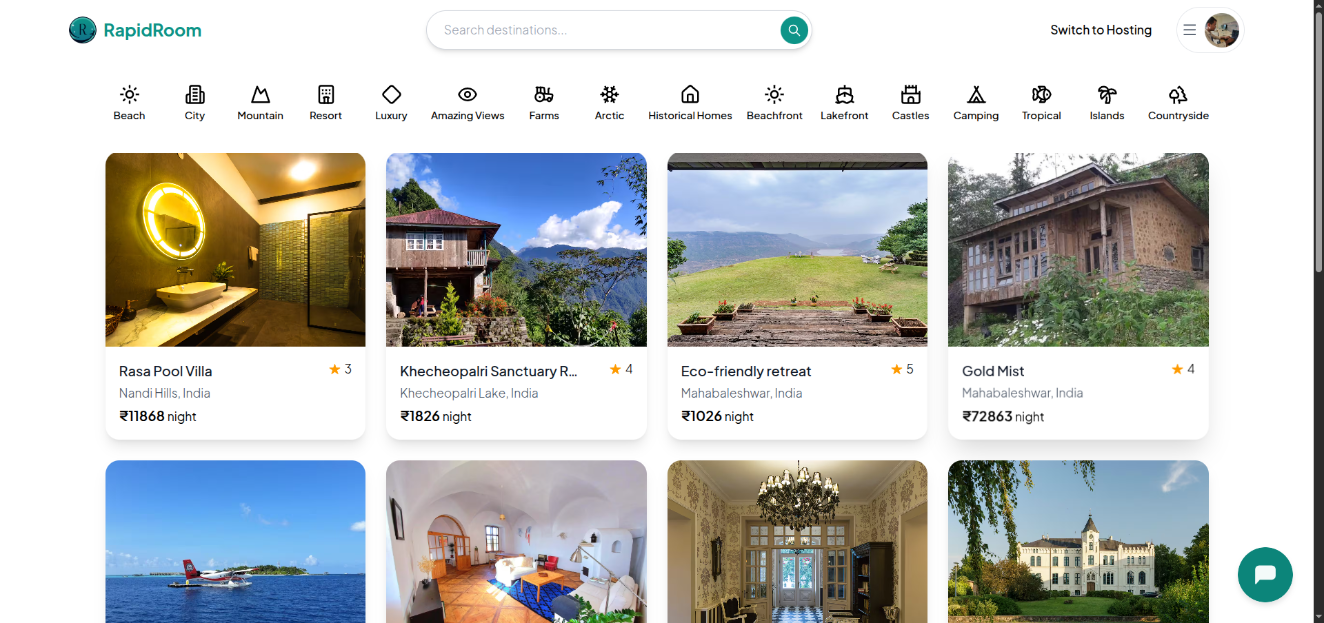 R RapidRoom
Search destinations...
Switch to Hosting
Beach City Mountain Resort Luxury Amazing Views Farms Arctic Historical Homes Beachfront Lakefront Castles Camping Tropical Islands Countryside
Rasa Pool Villa 3
Nandi Hills, India
₹11868 night
Khecheopalri Sanctuary R... 4
Khecheopalri Lake, India
₹1826 night
Eco-friendly retreat 5
Mahabaleshwar, India
₹1026 night
Gold Mist 4
Mahabaleshwar, India
₹72863 night